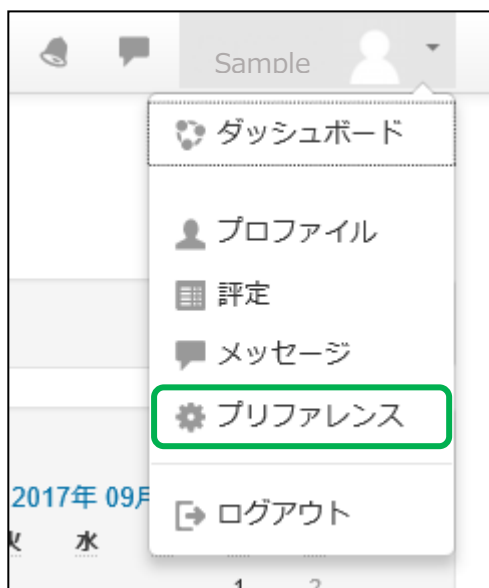 Sample
ダッシュボード
プロファイル
評定
メッセージ
プリファレンス
2017年 09月
水
ログアウト
1 2